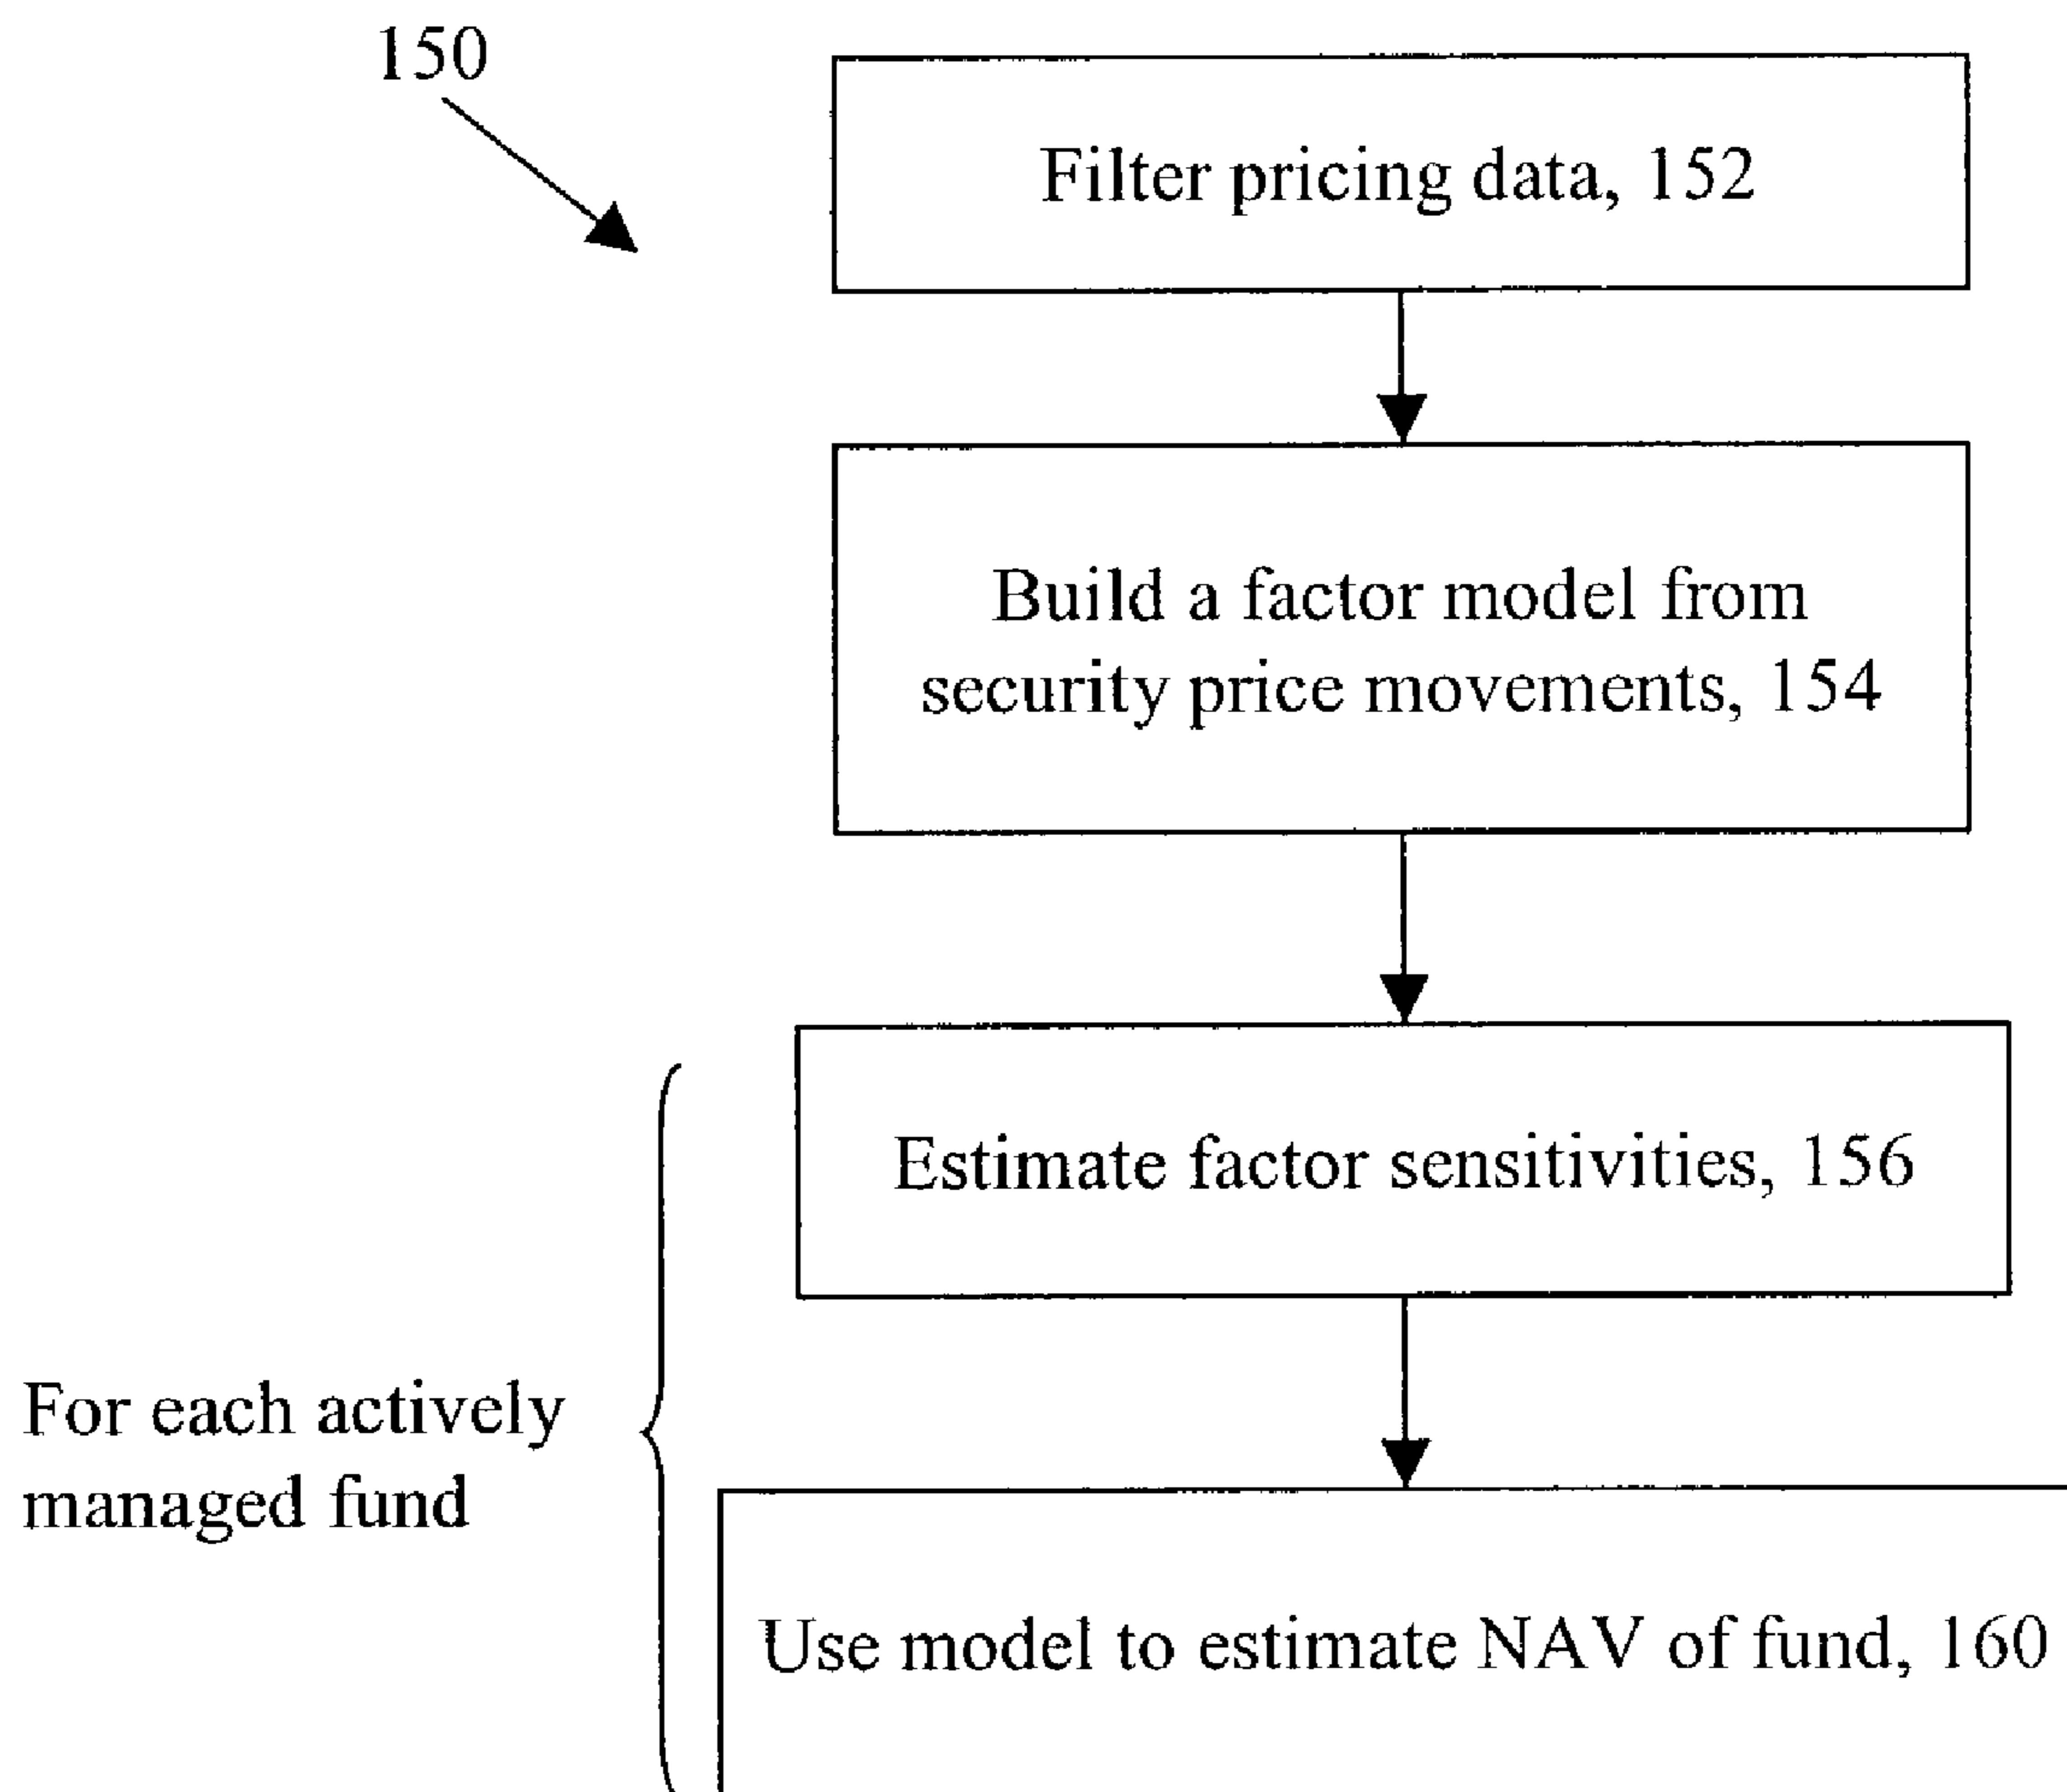 150
Filter pricing data, 152
Build a factor model from
security price movements, 154
Estimate factor sensitivities, 156
For each actively
managed fund
Use model to estimate NAV of fund, 160